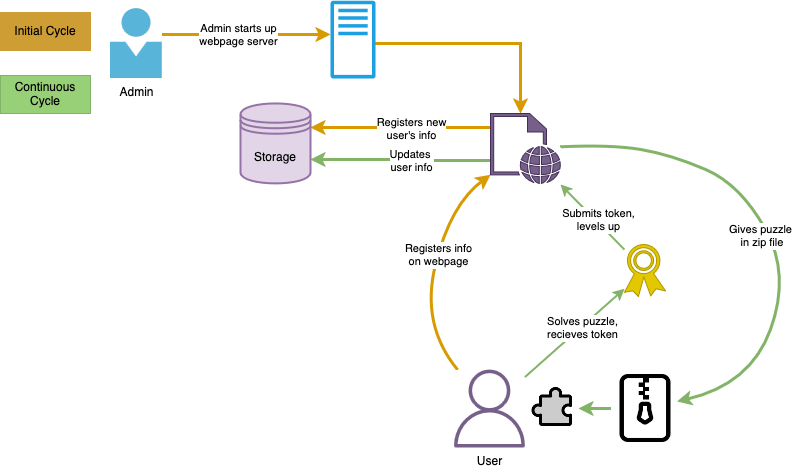 Initial Cycle
Continuous
Cycle
Admin
Admin starts up
webpage server
Storage
Registers new
user's info
Updates
user info
Registers info
on webpage
Submits token,
levels up
Gives puzzle
in zip file
Solves puzzle,
recieves token
User